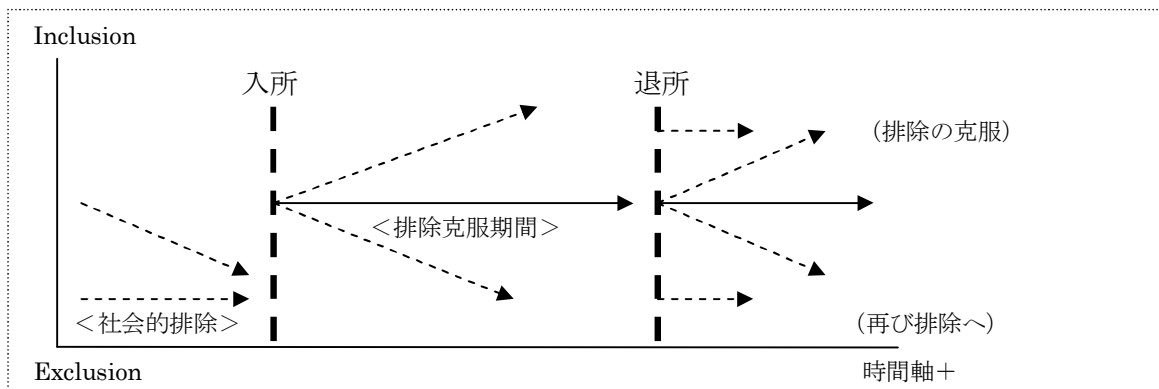 Inclusion
入所
退所
(排除の克服)
＜排除克服期間＞
＜社会的排除＞
(再び排除へ)
Exclusion
時間軸＋